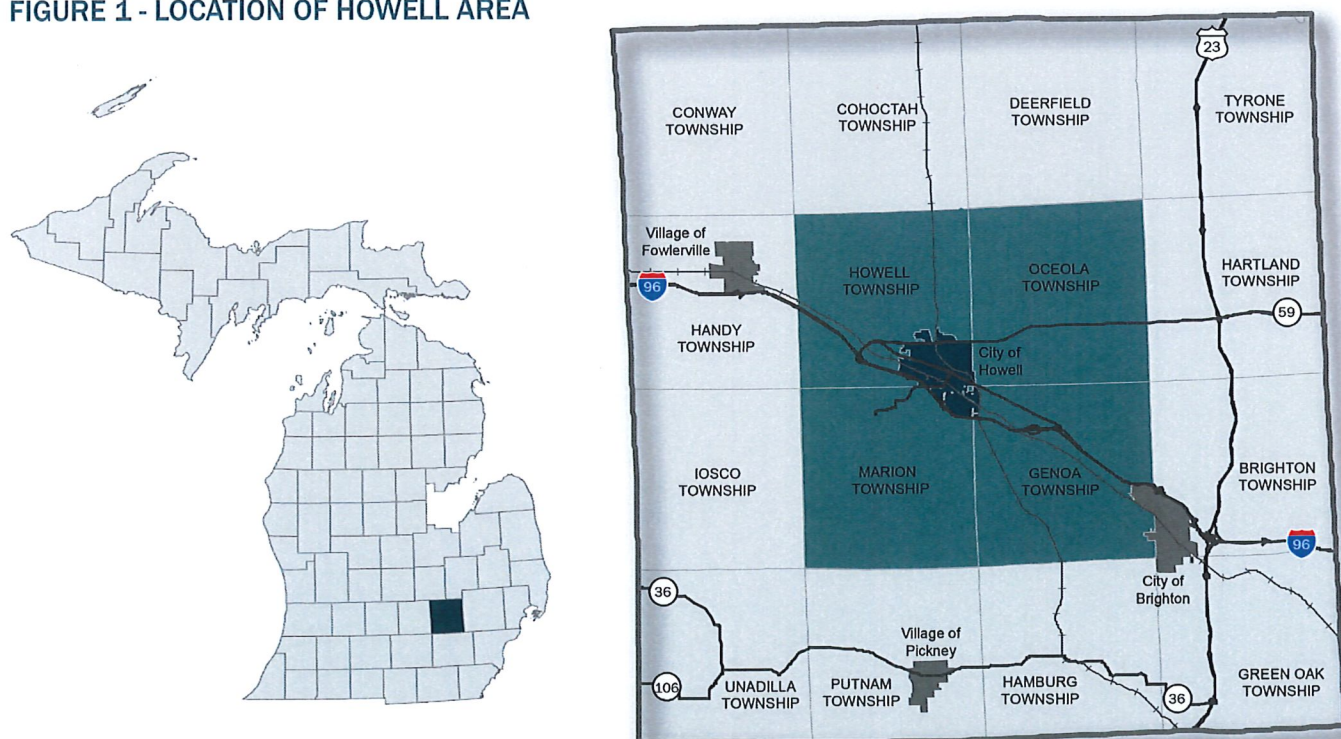 FIGURE 1 - LOCATION OF HOWELL AREA
23
CONWAY
TOWNSHIP
COHOCTAH
TOWNSHIP
DEERFIELD
TOWNSHIP
TYRONE
TOWNSHIP
Village of
Fowlerville
96
HOWELL
TOWNSHIP
OCEOLA
TOWNSHIP
HARTLAND
TOWNSHIP
59
HANDY
TOWNSHIP
City of
Howell
IOSCO
TOWNSHIP
MARION
TOWNSHIP
GENOA
TOWNSHIP
BRIGHTON
TOWNSHIP
96
City of
Brighton
36
Village of
Pickney
106
UNADILLA
TOWNSHIP
PUTNAM
TOWNSHIP
HAMBURG
TOWNSHIP
36
GREEN OAK
TOWNSHIP